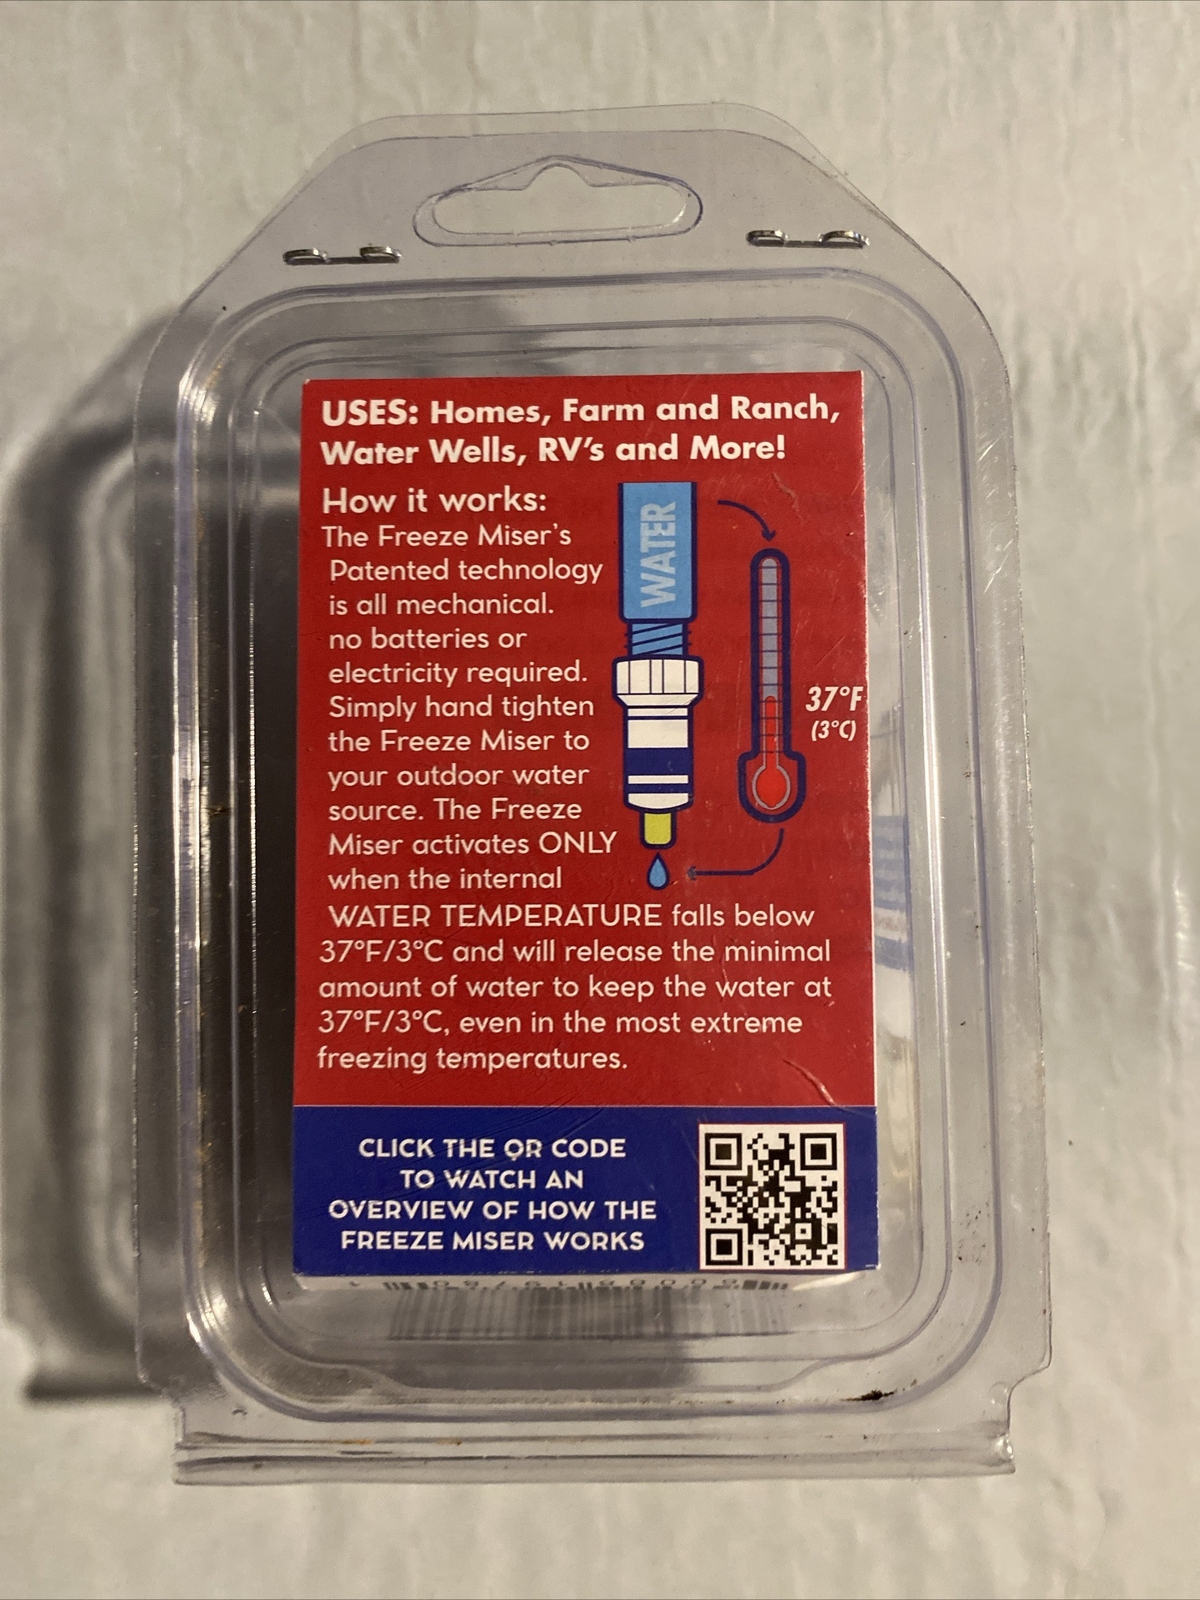 USES: Homes, Farm and Ranch,
Water Wells, RV's and More!
How it works:
The Freeze Miser's
Patented technology
is all mechanical.
no batteries or
electricity required.
Simply hand tighten
the Freeze Miser to
your outdoor water
source. The Freeze
Miser activates ONLY
when the internal
WATER TEMPERATURE falls below
37°F/3°C and will release the minimal
amount of water to keep the water at
37°F/3°C, even in the most extreme
freezing temperatures.
WATER
37°F
(3°C)
CLICK THE QR CODE
TO WATCH AN
OVERVIEW OF HOW THE
FREEZE MISER WORKS